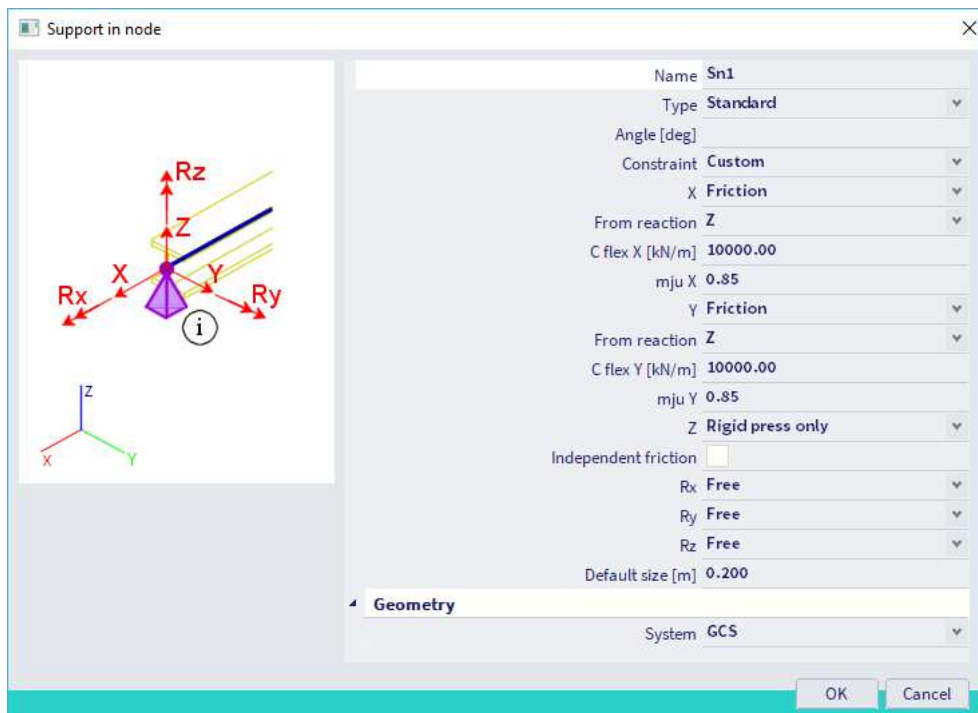 Support in node
Rz
Z
X
Y
Rx
Ry
i
Z
X
Y
Name Sn1
Type Standard
Angle [deg]
Constraint Custom
X Friction
From reaction Z
C flex X [kN/m] 10000.00
mju X 0.85
Y Friction
From reaction Z
C flex Y [kN/m] 10000.00
mju Y 0.85
Z Rigid press only
Independent friction
Rx Free
Ry Free
Rz Free
Default size [m] 0.200
Geometry
System GCS
OK Cancel